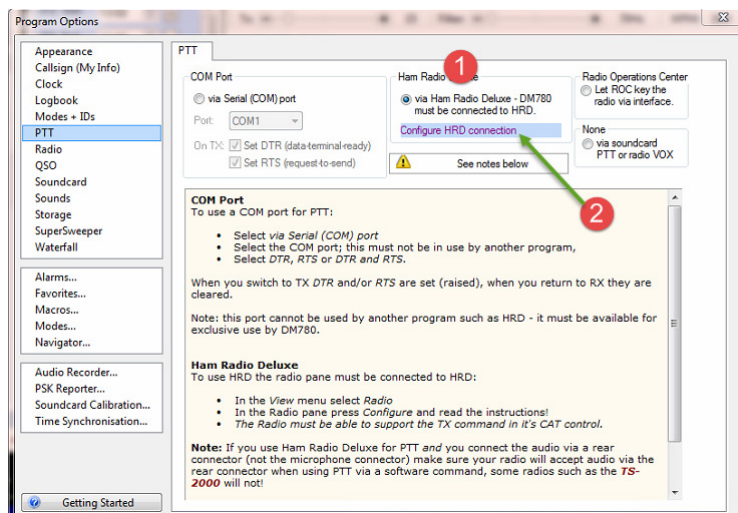 Program Options
Appearance
Callsign (My Info)
Clock
Logbook
Modes + IDs
PTT
Radio
QSO
Soundcard
Sounds
Storage
SuperSweeper
Waterfall
Alarms...
Favorites...
Macros...
Modes...
Navigator...
Audio Recorder...
PSK Reporter...
Soundcard Calibration...
Time Synchronisation...
Getting Started
PTT
COM Port
via Serial (COM) port
Port: COM1
On TX: Set DTR (data-terminal-ready)
Set RTS (request-to-send)
Ham Radio
1
via Ham Radio Deluxe - DM780
must be connected to HRD.
Configure HRD connection
See notes below
2
Radio Operations Center
Let ROC key the
radio via interface.
None
via soundcard
PTT or radio VOX
COM Port
To use a COM port for PTT:
• Select via Serial (COM) port
• Select the COM port; this must not be in use by another program,
• Select DTR, RTS or DTR and
RTS.
When you switch to TX DTR and/or RTS are set (raised), when you return to RX they are
cleared.
Note: this port cannot be used by another program such as HRD - it must be available for
exclusive use by DM780.
Ham Radio Deluxe
To use HRD the radio pane must be
connected to HRD:
• In the View menu select Radio
• In the Radio pane press Configure and read the instructions!
• The Radio must be able to support the TX command in it's CAT
control.
Note: If you use Ham Radio Deluxe for PTT and you connect the audio via a rear
connector (not the microphone connector) make sure your radio will accept audio via the
rear connector when using PTT via a software command, some radios such as the TS-
2000 will not!